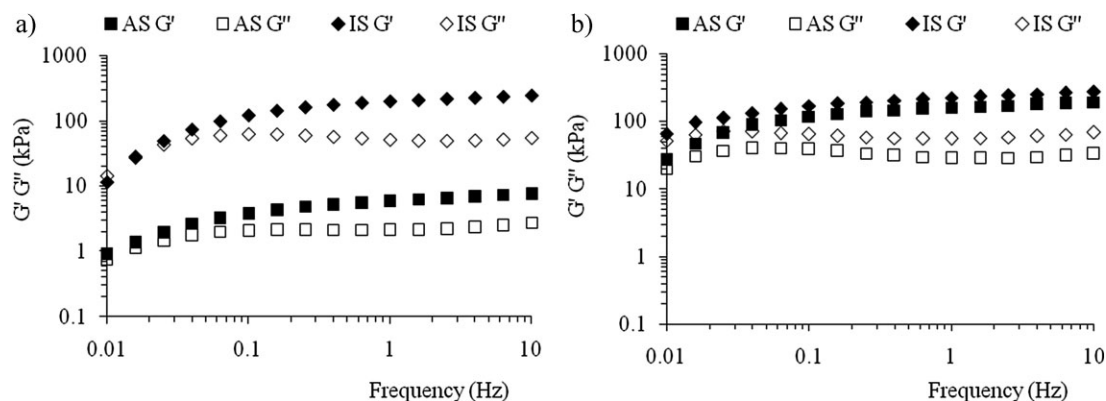 a) AS G' AS G" IS G' IS G"
G' G" (kPa)
1000
100
10
1
0.1
0.01 0.1 1 10
Frequency (Hz)
b) AS G' AS G" IS G' IS G"
G' G" (kPa)
1000
100
10
1
0.1
0.01 0.1 1 10
Frequency (Hz)